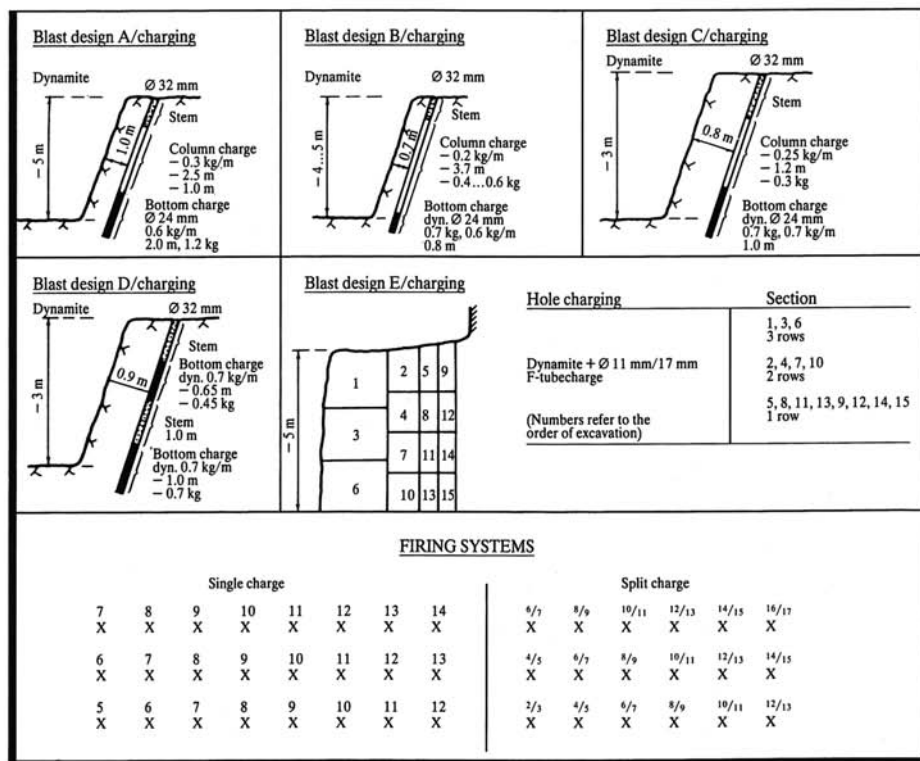 Blast design A/charging
Dynamite
Ø 32 mm
Stem
– 5 m
1.0 m
Column charge
– 0.3 kg/m
– 2.5 m
– 1.0 m
Bottom charge
Ø 24 mm
0.6 kg/m
2.0 m, 1.2 kg
Blast design B/charging
Dynamite
Ø 32 mm
Stem
– 4...5 m
0.7 m
Column charge
– 0.2 kg/m
– 3.7 m
– 0.4...0.6 kg
Bottom charge
dyn. Ø 24 mm
0.7 kg, 0.6 kg/m
0.8 m
Blast design C/charging
Dynamite
Ø 32 mm
Stem
– 3 m
0.8 m
Column charge
– 0.25 kg/m
– 1.2 m
– 0.3 kg
Bottom charge
dyn. Ø 24 mm
0.7 kg, 0.7 kg/m
1.0 m
Blast design D/charging
Dynamite
Ø 32 mm
Stem
– 3 m
0.9 m
Bottom charge
dyn. 0.7 kg/m
– 0.65 m
– 0.45 kg
Stem
1.0 m
Bottom charge
dyn. 0.7 kg/m
– 1.0 m
– 0.7 kg
Blast design E/charging
– 5 m
1 2 5 9
3 4 8 12
7 11 14
6 10 13 15
Hole charging Section
1, 3, 6
3 rows
Dynamite + Ø 11 mm/17 mm 2, 4, 7, 10
F-tubecharge 2 rows
5, 8, 11, 13, 9, 12, 14, 15
(Numbers refer to the 1 row
order of excavation)
FIRING SYSTEMS
Single charge
7 8 9 10 11 12 13 14
X X X X X X X X
6 7 8 9 10 11 12 13
X X X X X X X X
5 6 7 8 9 10 11 12
X X X X X X X X
Split charge
6/7 8/9 10/11 12/13 14/15 16/17
X X X X X X
4/5 6/7 8/9 10/11 12/13 14/15
X X X X X X
2/3 4/5 6/7 8/9 10/11 12/13
X X X X X X